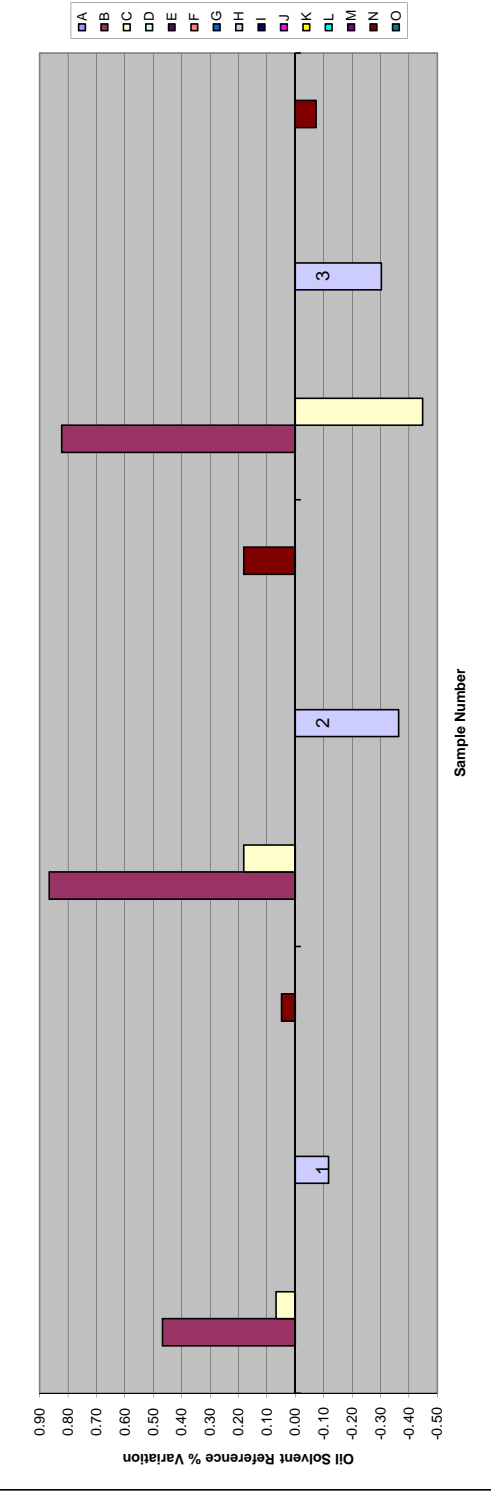 A
B
C
D
E
F
G
H
I
J
K
L
M
N
O
0.90
0.80
0.70
0.60
0.50
0.40
0.30
0.20
0.10
0.00
-0.10
-0.20
-0.30
-0.40
-0.50
Oil Solvent Reference % Variation
1
2
3
Sample Number